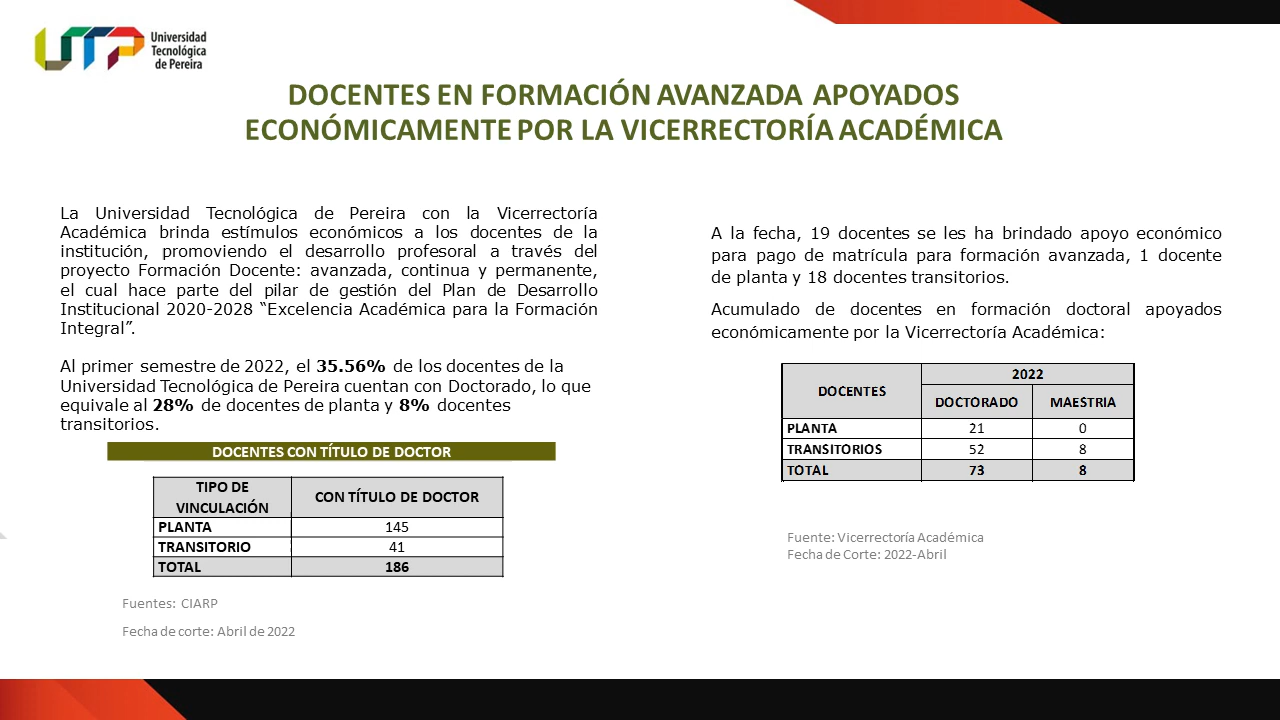 UTP
Universidad
Tecnológica
de Pereira
DOCENTES EN FORMACIÓN AVANZADA APOYADOS
ECONÓMICAMENTE POR LA VICERRECTORÍA ACADÉMICA
La Universidad Tecnológica de Pereira con la Vicerrectoría
Académica brinda estímulos económicos a los docentes de la
institución, promoviendo el desarrollo profesoral a través del
proyecto Formación Docente: avanzada, continua y permanente,
el cual hace parte del pilar de gestión del Plan de Desarrollo
Institucional 2020-2028 “Excelencia Académica para la Formación
Integral”.
Al primer semestre de 2022, el 35.56% de los docentes de la
Universidad Tecnológica de Pereira cuentan con Doctorado, lo que
equivale al 28% de docentes de planta y 8% docentes
transitorios.
DOCENTES CON TÍTULO DE DOCTOR
TIPO DE
VINCULACIÓN CON TÍTULO DE DOCTOR
PLANTA 145
TRANSITORIO 41
TOTAL 186
Fuentes: CIARP
Fecha de corte: Abril de 2022
A la fecha, 19 docentes se les ha brindado apoyo económico
para pago de matrícula para formación avanzada, 1 docente
de planta y 18 docentes transitorios.
Acumulado de docentes en formación doctoral apoyados
económicamente por la Vicerrectoría Académica:
DOCENTES 2022
DOCTORADO MAESTRIA
PLANTA 21 0
TRANSITORIOS 52 8
TOTAL 73 8
Fuente: Vicerrectoría Académica
Fecha de Corte: 2022-Abril